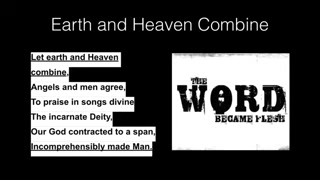 Earth and Heaven Combine
Let earth and Heaven
combine,
Angels and men agree,
To praise in songs divine
The incarnate Deity,
Our God contracted to a span,
Incomprehensibly made Man.
THE
WORD
BECAME FLESH